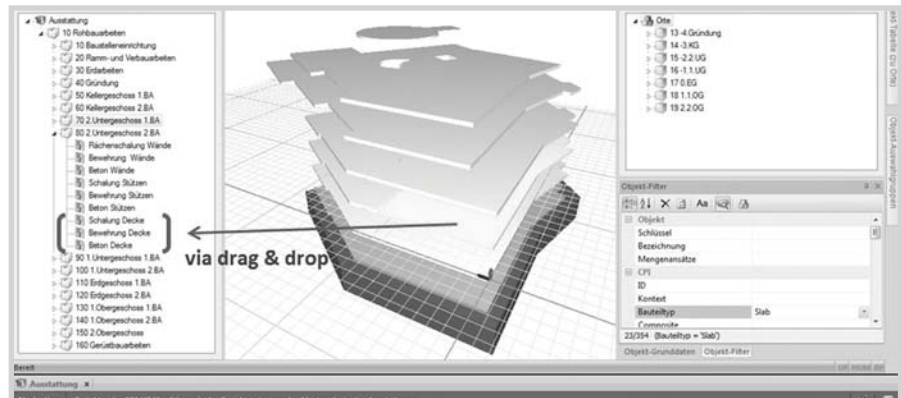 Ausstattung
10 Rohbauarbeiten
10 Baustelleneinrichtung
20 Ramm- und Verbauarbeiten
30 Erdarbeiten
40 Gründung
50 Kellergeschoss 1.BA
60 Kellergeschoss 2.BA
70 2.Untergeschoss 1.BA
80 2.Untergeschoss 2.BA
Flächenschalung Wände
Bewehrung Wände
Beton Wände
Schalung Stützen
Bewehrung Stützen
Beton Stützen
Schalung Decke
Bewehrung Decke
Beton Decke
90 1.Untergeschoss 1.BA
100 1.Untergeschoss 2.BA
110 Erdgeschoss 1.BA
120 Erdgeschoss 2.BA
130 1.Obergeschoss 1.BA
140 1.Obergeschoss 2.BA
150 2.Obergeschoss
160 Gerüstbauarbeiten
via drag & drop
Orte
13 -4.Gründung
14 -3.KG
15 -2.2.UG
16 -1.1.UG
17 0.EG
18 1.1.OG
19 2.2.OG
ekt-Tabelle (zu Orte)
Objekt-Auswahlgruppen
Objekt-Filter
Aa
Objekt
Schlüssel
Bezeichnung
Mengenansätze
CPI
ID
Kontext
Bauteiltyp Slab
Composite
23/354 (Bauteiltyp = 'Slab')
Objekt-Grunddaten Objekt-Filter
Bereit
Ausstattung x